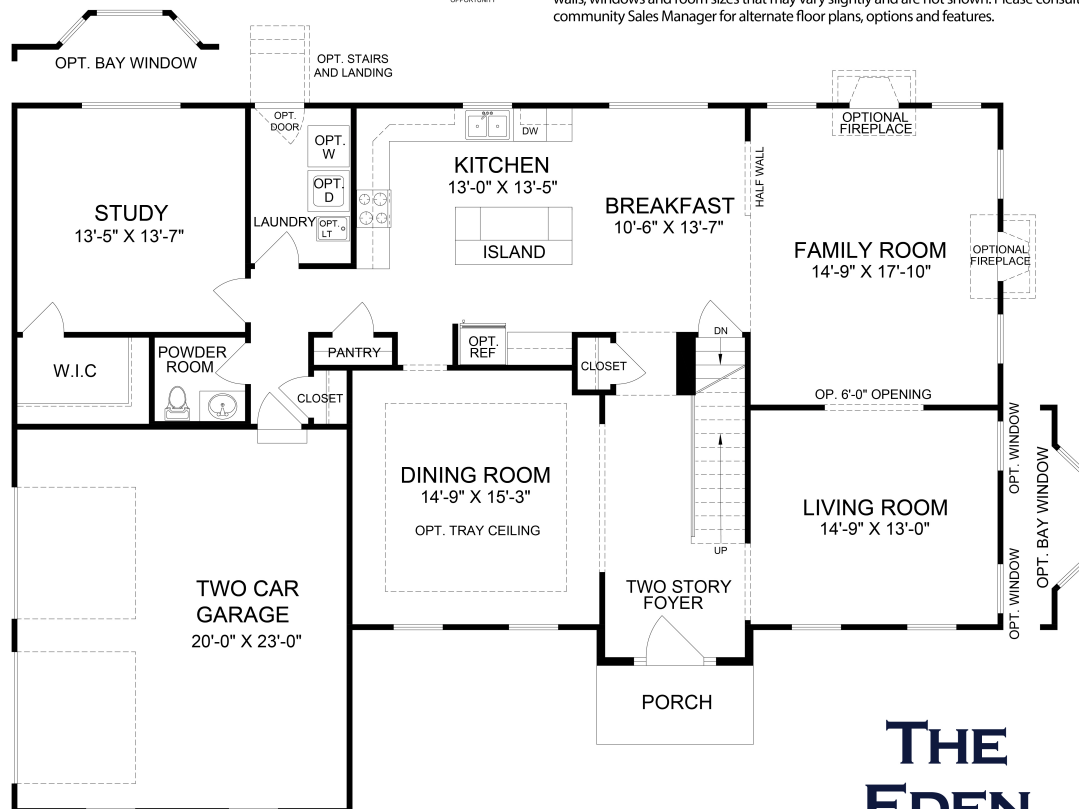 OPPORTUNITY
walls, windows and room sizes that may vary slightly and are not shown. Please consult
community Sales Manager for alternate floor plans, options and features.
OPT. BAY WINDOW
OPT. STAIRS
AND LANDING
OPT.
DOOR
OPT.
W
OPT.
D
OPT.
LT
LAUNDRY
STUDY
13'-5" X 13'-7"
KITCHEN
13'-0" X 13'-5"
DW
ISLAND
BREAKFAST
10'-6" X 13'-7"
HALF WALL
OPTIONAL
FIREPLACE
FAMILY ROOM
14'-9" X 17'-10"
OPTIONAL
FIREPLACE
W.I.C
POWDER
ROOM
PANTRY
CLOSET
OPT.
REF
CLOSET
DN
OP. 6'-0" OPENING
DINING ROOM
14'-9" X 15'-3"
OPT. TRAY CEILING
LIVING ROOM
14'-9" X 13'-0"
OPT. WINDOW
OPT. WINDOW
OPT. BAY WINDOW
UP
TWO STORY
FOYER
TWO CAR
GARAGE
20'-0" X 23'-0"
PORCH
THE
EDEN